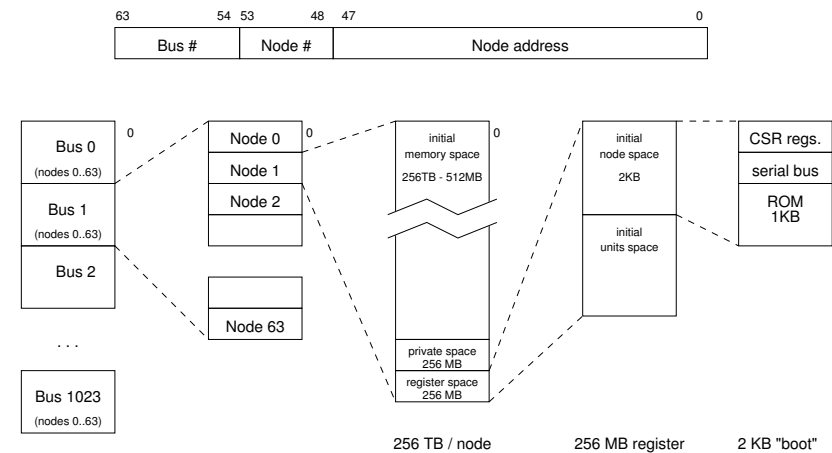 63 54 53 48 47 0
Bus # Node # Node address
Bus 0
(nodes 0..63)
0
Bus 1
(nodes 0..63)
Bus 2
. . .
Bus 1023
(nodes 0..63)
Node 0
0
Node 1
Node 2
Node 63
initial
memory space
256TB - 512MB
0
private space
256 MB
register space
256 MB
256 TB / node
initial
node space
2KB
initial
units space
256 MB register
CSR regs.
serial bus
ROM
1KB
2 KB "boot"